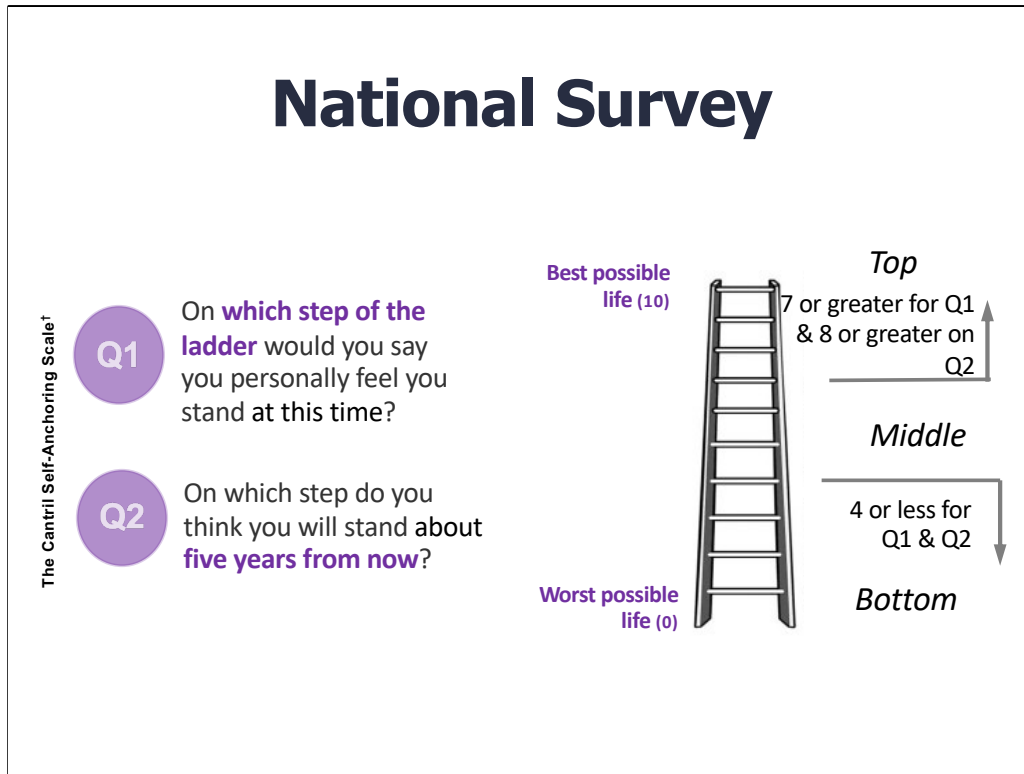 National Survey
The Cantril Self-Anchoring Scale†
Q1
On which step of the
ladder would you say
you personally feel you
stand at this time?
Q2
On which step do you
think you will stand about
five years from now?
Best possible
life (10)
Worst possible
life (0)
Top
7 or greater for Q1
& 8 or greater on
Q2
Middle
4 or less for
Q1 & Q2
Bottom